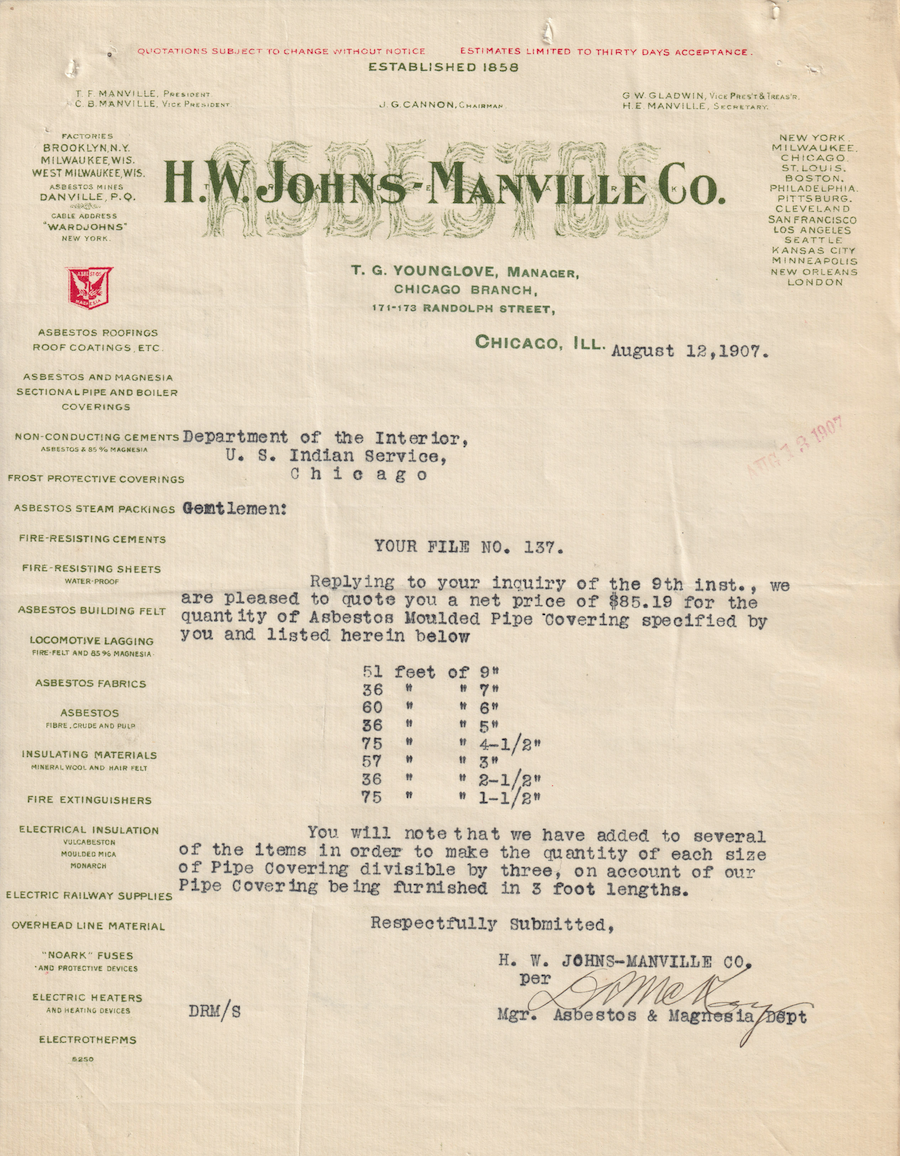 QUOTATIONS SUBJECT TO CHANGE WITHOUT NOTICE ESTIMATES LIMITED TO THIRTY DAYS ACCEPTANCE.
ESTABLISHED 1858
T. F. MANVILLE, PRESIDENT.
C. B. MANVILLE, VICE PRESIDENT.
J. G. CANNON, CHAIRMAN.
G. W. GLADWIN, VICE PRES'T & TREAS'R.
H. E. MANVILLE, SECRETARY.
FACTORIES
BROOKLYN, N.Y.
MILWAUKEE, WIS.
WEST MILWAUKEE, WIS.
ASBESTOS MINES
DANVILLE, P.Q.
CABLE ADDRESS
"WARDJOHNS"
NEW YORK.
ASBESTOS
H.W. JOHNS-MANVILLE CO.
NEW YORK.
MILWAUKEE.
CHICAGO.
ST. LOUIS.
BOSTON.
PHILADELPHIA.
PITTSBURG.
CLEVELAND
SAN FRANCISCO
LOS ANGELES
SEATTLE
KANSAS CITY
MINNEAPOLIS
NEW ORLEANS
LONDON
T. G. YOUNGLOVE, MANAGER,
CHICAGO BRANCH,
171-173 RANDOLPH STREET,
CHICAGO, ILL. August 12,1907.
ASBESTOS
MAGNESIA
ASBESTOS ROOFINGS
ROOF COATINGS, ETC.
ASBESTOS AND MAGNESIA
SECTIONAL PIPE AND BOILER
COVERINGS
NON-CONDUCTING CEMENTS
ASBESTOS & 85 % MAGNESIA
FROST PROTECTIVE COVERINGS
ASBESTOS STEAM PACKINGS
FIRE-RESISTING CEMENTS
FIRE-RESISTING SHEETS
WATER-PROOF
ASBESTOS BUILDING FELT
LOCOMOTIVE LAGGING
FIRE-FELT AND 85 % MAGNESIA
ASBESTOS FABRICS
ASBESTOS
FIBRE, CRUDE AND PULP
INSULATING MATERIALS
MINERAL WOOL AND HAIR FELT
FIRE EXTINGUISHERS
ELECTRICAL INSULATION
VULCABESTON
MOULDED MICA
MONARCH
ELECTRIC RAILWAY SUPPLIES
OVERHEAD LINE MATERIAL
"NOARK" FUSES
AND PROTECTIVE DEVICES
ELECTRIC HEATERS
AND HEATING DEVICES
ELECTROTHERMS
5250
AUG 13 1907
Department of the Interior,
U. S. Indian Service,
C h i c a g o
Gentlemen:
YOUR FILE NO. 137.
Replying to your inquiry of the 9th inst., we
are pleased to quote you a net price of $85.19 for the
quantity of Asbestos Moulded Pipe Covering specified by
you and listed herein below
51 feet of 9"
36 " " 7"
60 " " 6"
36 " " 5"
75 " " 4-1/2"
57 " " 3"
36 " " 2-1/2"
75 " " 1-1/2"
You will note that we have added to several
of the items in order to make the quantity of each size
of Pipe Covering divisible by three, on account of our
Pipe Covering being furnished in 3 foot lengths.
Respectfully Submitted,
H. W. JOHNS-MANVILLE CO.
per
DRM/S
Mgr. Asbestos & Magnesia Dept